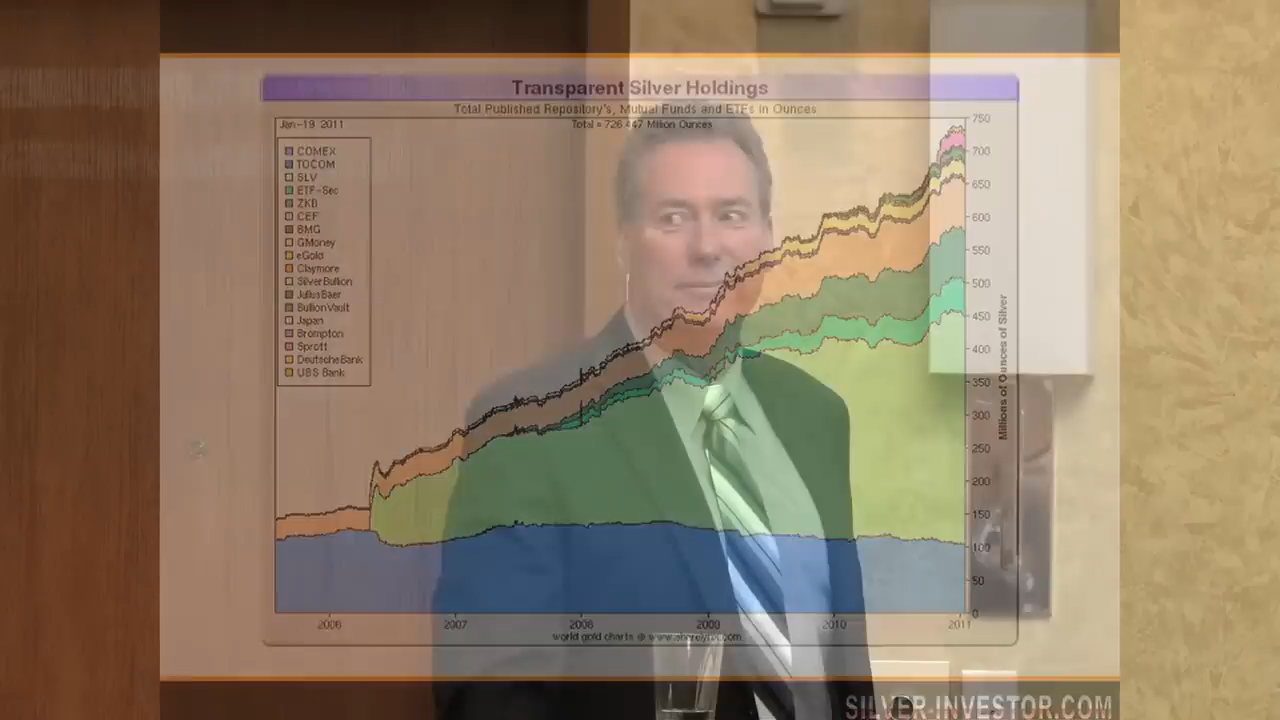 Transparent Silver Holdings
Total Published Repository's, Mutual Funds and ETFs in Ounces
Jan-19 2011
Total = 726.447 Million Ounces
COMEX
TOCOM
SLV
ETF-Sec
ZKB
CEF
BMG
GMoney
eGold
Claymore
SilverBullion
JuliusBaer
BullionVault
Japan
Brompton
Sprott
DeutscheBank
UBS Bank
750
700
650
600
550
500
450
400
350
300
250
200
150
100
50
0
Millions of Ounces of Silver
2006
2007
2008
2009
2010
2011
world gold charts @ www.sharelynx.com
SILVER-INVESTOR.COM